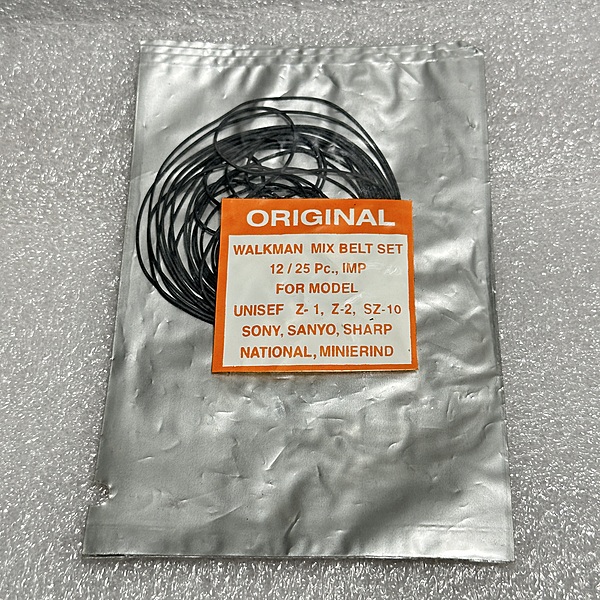 ORIGINAL
WALKMAN MIX BELT SET
12 / 25 Pc., IMP
FOR MODEL
UNISEF Z- 1, Z-2, SZ-10
SONY, SANYO, SHARP
NATIONAL, MINIERIND